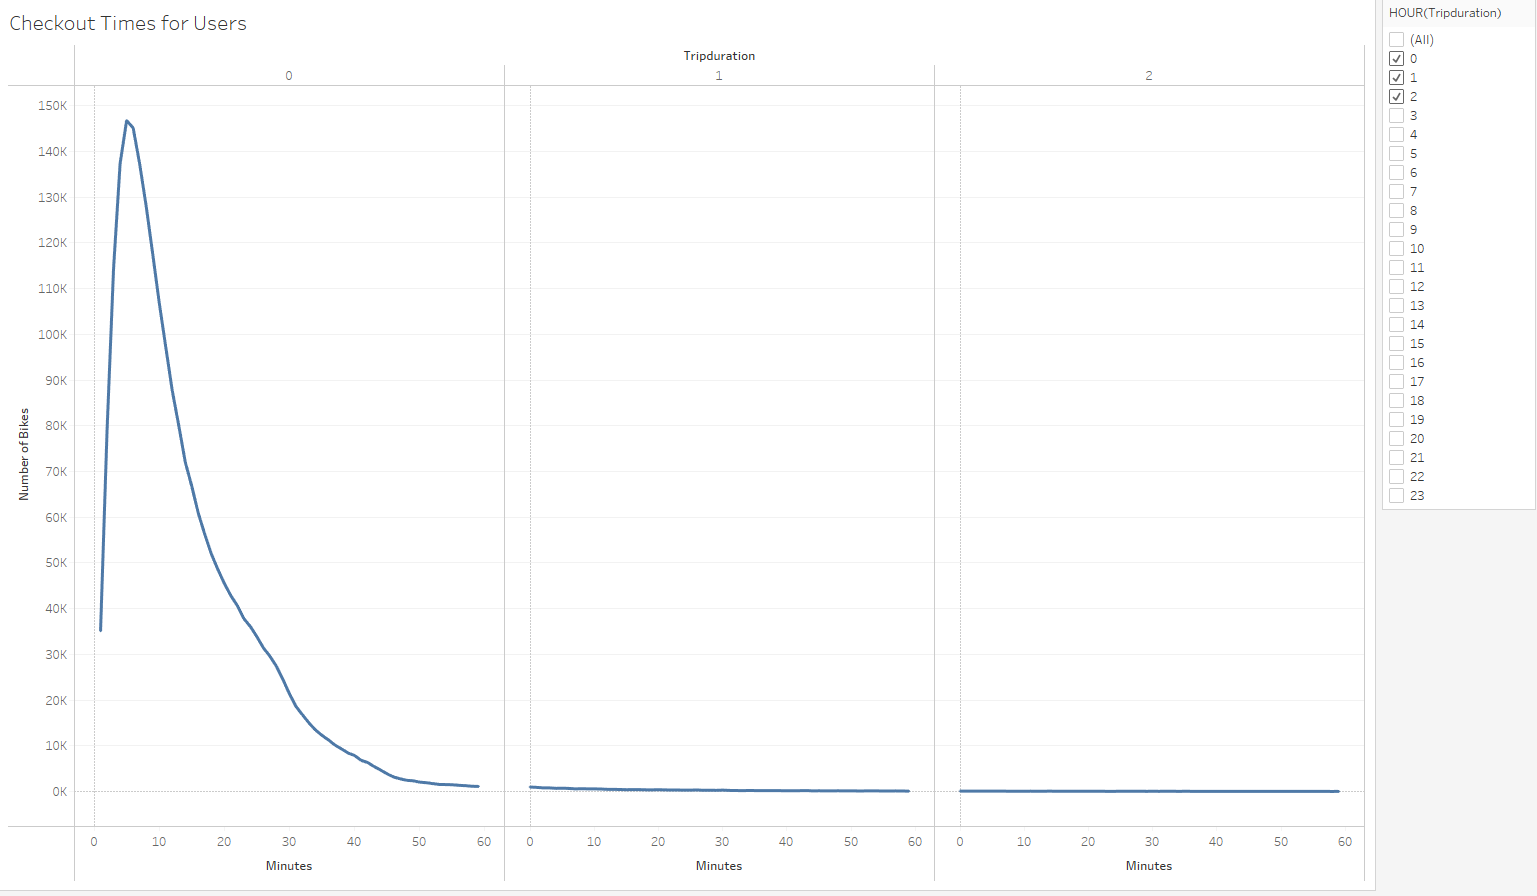 Checkout Times for Users
Tripduration
0 1 2
150K
140K
130K
120K
110K
100K
90K
80K
70K
60K
50K
40K
30K
20K
10K
0K
Number of Bikes
0 10 20 30 40 50 60 0 10 20 30 40 50 60 0 10 20 30 40 50 60
Minutes Minutes Minutes
HOUR(Tripduration)
(All)
0
1
2
3
4
5
6
7
8
9
10
11
12
13
14
15
16
17
18
19
20
21
22
23